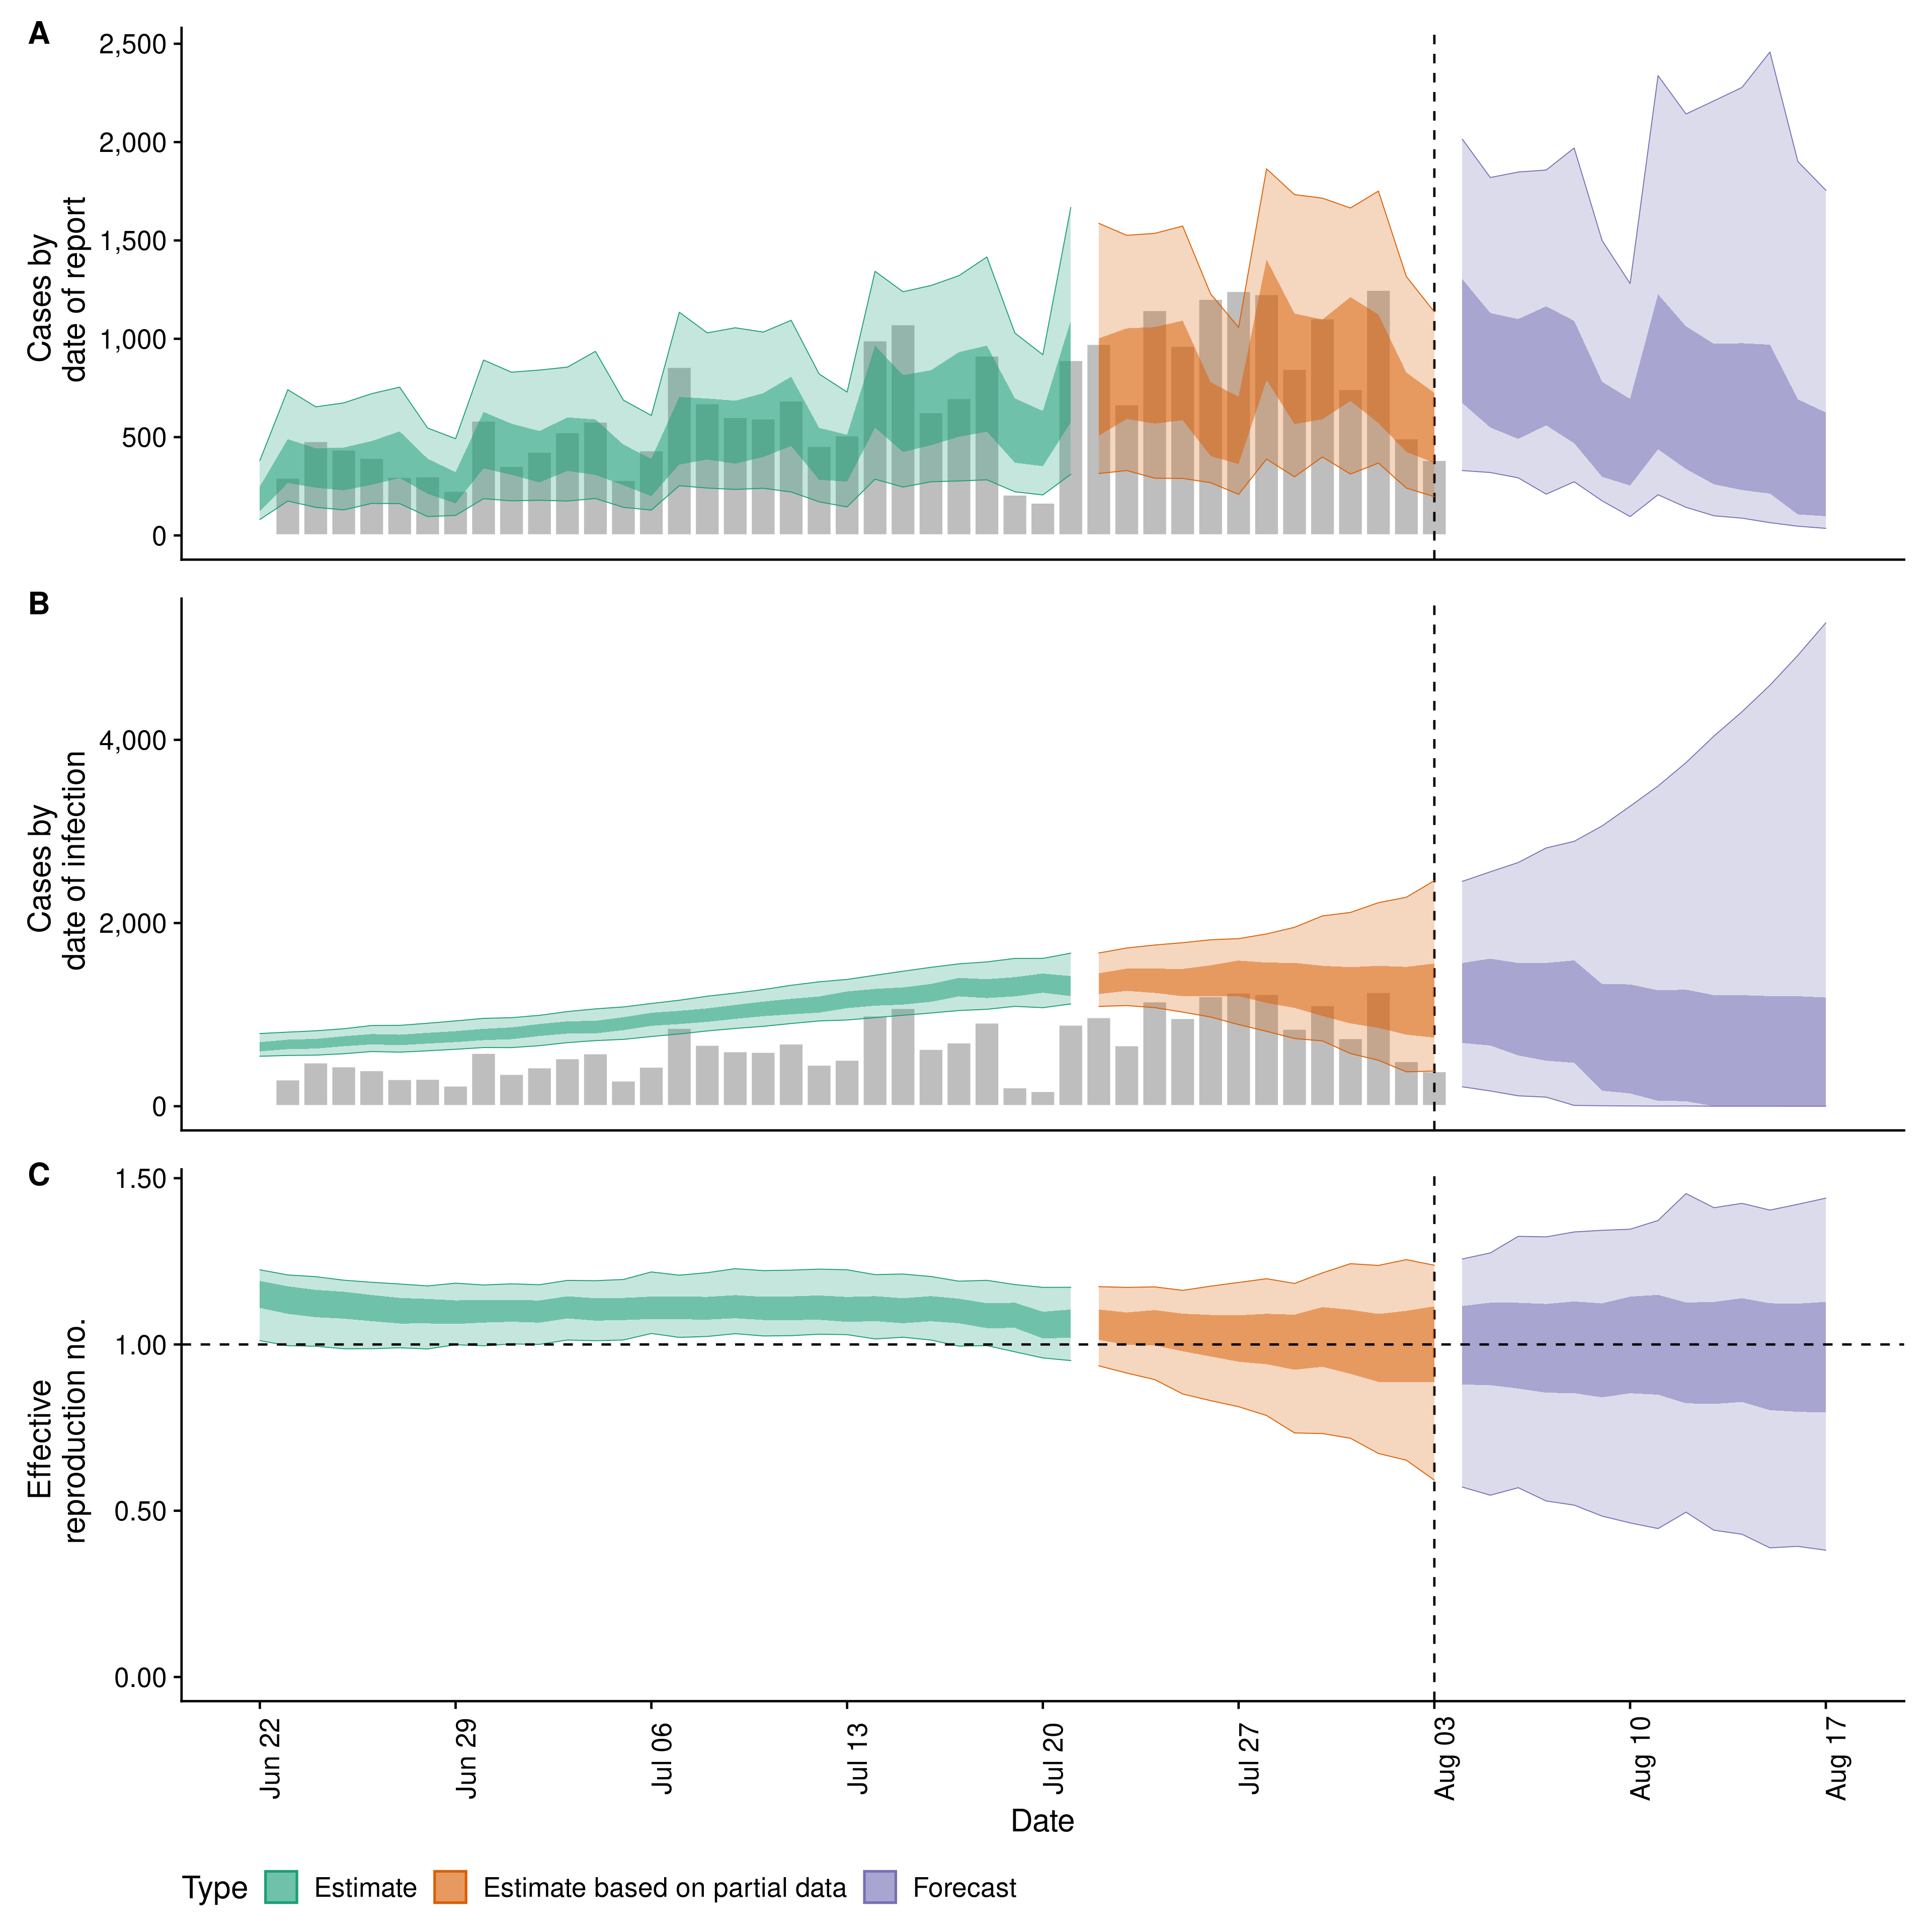 A
2,500
2,000
1,500
1,000
500
0
Cases by
date of report
B
4,000
2,000
0
Cases by
date of infection
C
1.50
1.00
0.50
0.00
Effective
reproduction no.
Jun 22
Jun 29
Jul 06
Jul 13
Jul 20
Jul 27
Aug 03
Aug 10
Aug 17
Date
Type Estimate Estimate based on partial data Forecast